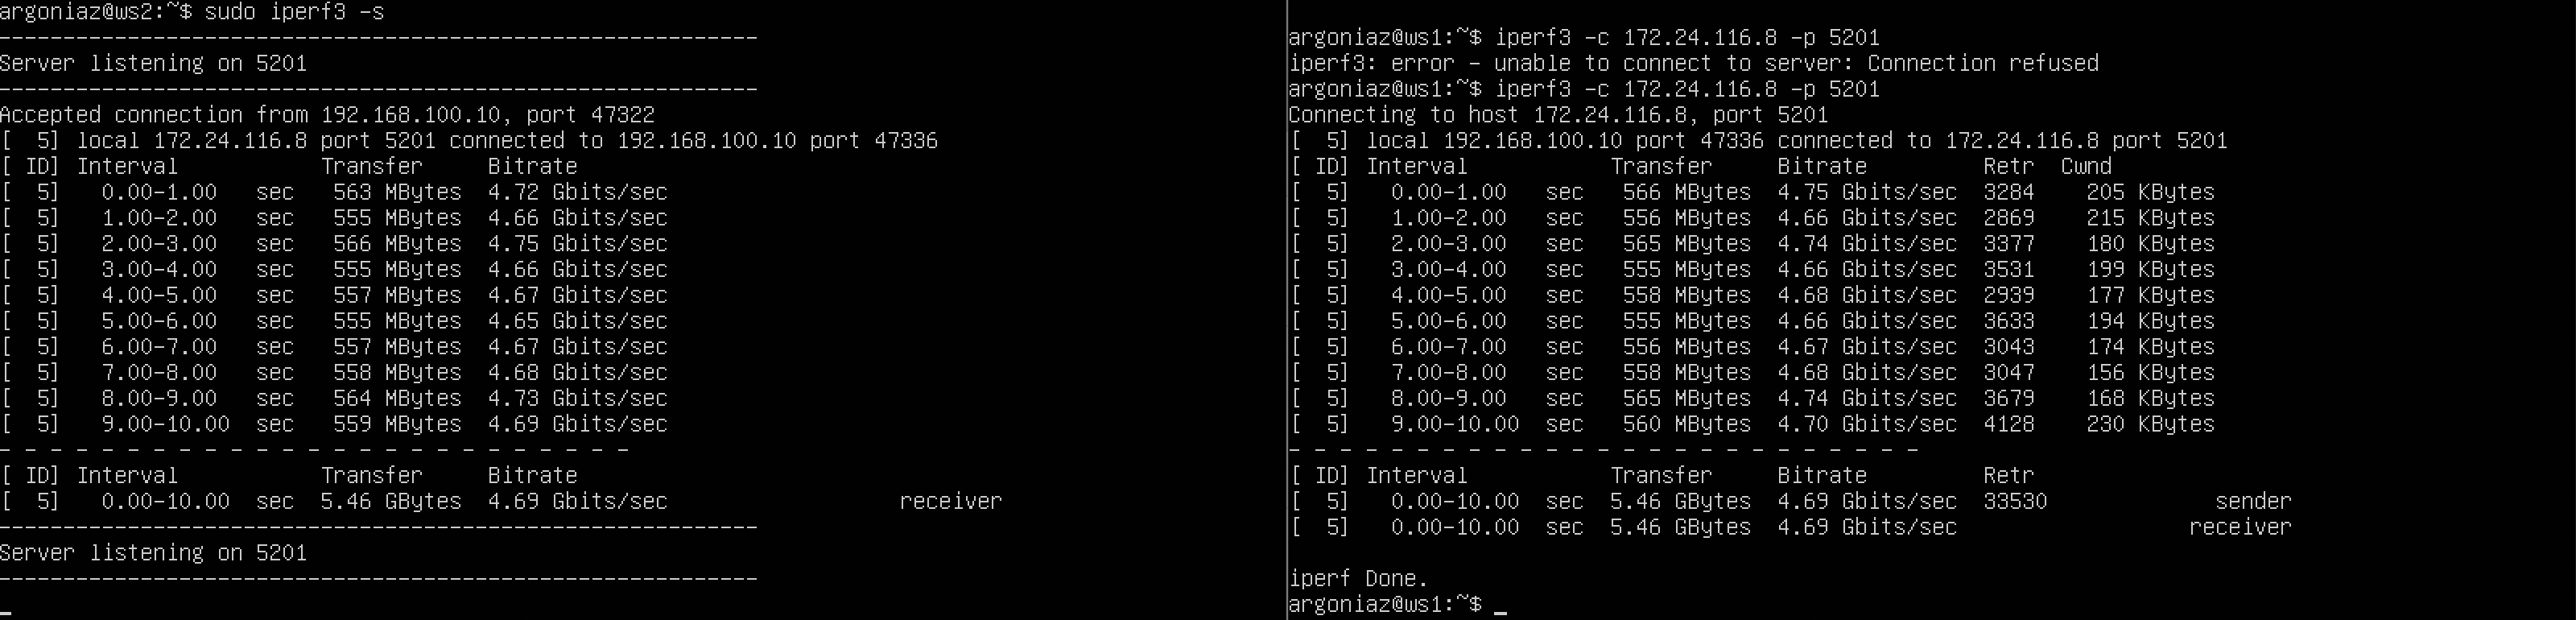 argoniaz@ws2:~$ sudo iperf3 -s
-----------------------------------------------------------
Server listening on 5201
-----------------------------------------------------------
Accepted connection from 192.168.100.10, port 47322
[  5] local 172.24.116.8 port 5201 connected to 192.168.100.10 port 47336
[ ID] Interval           Transfer     Bitrate
[  5]   0.00-1.00   sec   563 MBytes  4.72 Gbits/sec
[  5]   1.00-2.00   sec   555 MBytes  4.66 Gbits/sec
[  5]   2.00-3.00   sec   566 MBytes  4.75 Gbits/sec
[  5]   3.00-4.00   sec   555 MBytes  4.66 Gbits/sec
[  5]   4.00-5.00   sec   557 MBytes  4.67 Gbits/sec
[  5]   5.00-6.00   sec   555 MBytes  4.65 Gbits/sec
[  5]   6.00-7.00   sec   557 MBytes  4.67 Gbits/sec
[  5]   7.00-8.00   sec   558 MBytes  4.68 Gbits/sec
[  5]   8.00-9.00   sec   564 MBytes  4.73 Gbits/sec
[  5]   9.00-10.00  sec   559 MBytes  4.69 Gbits/sec
- - - - - - - - - - - - - - - - - - - - - - - - -
[ ID] Interval           Transfer     Bitrate
[  5]   0.00-10.00  sec  5.46 GBytes  4.69 Gbits/sec                  receiver
-----------------------------------------------------------
Server listening on 5201
-----------------------------------------------------------
argoniaz@ws1:~$ iperf3 -c 172.24.116.8 -p 5201
iperf3: error - unable to connect to server: Connection refused
argoniaz@ws1:~$ iperf3 -c 172.24.116.8 -p 5201
Connecting to host 172.24.116.8, port 5201
[  5] local 192.168.100.10 port 47336 connected to 172.24.116.8 port 5201
[ ID] Interval           Transfer     Bitrate         Retr  Cwnd
[  5]   0.00-1.00   sec   566 MBytes  4.75 Gbits/sec  3284    205 KBytes
[  5]   1.00-2.00   sec   556 MBytes  4.66 Gbits/sec  2869    215 KBytes
[  5]   2.00-3.00   sec   565 MBytes  4.74 Gbits/sec  3377    180 KBytes
[  5]   3.00-4.00   sec   555 MBytes  4.66 Gbits/sec  3531    199 KBytes
[  5]   4.00-5.00   sec   558 MBytes  4.68 Gbits/sec  2939    177 KBytes
[  5]   5.00-6.00   sec   555 MBytes  4.66 Gbits/sec  3633    194 KBytes
[  5]   6.00-7.00   sec   556 MBytes  4.67 Gbits/sec  3043    174 KBytes
[  5]   7.00-8.00   sec   558 MBytes  4.68 Gbits/sec  3047    156 KBytes
[  5]   8.00-9.00   sec   565 MBytes  4.74 Gbits/sec  3679    168 KBytes
[  5]   9.00-10.00  sec   560 MBytes  4.70 Gbits/sec  4128    230 KBytes
- - - - - - - - - - - - - - - - - - - - - - - - -
[ ID] Interval           Transfer     Bitrate         Retr
[  5]   0.00-10.00  sec  5.46 GBytes  4.69 Gbits/sec  33530             sender
[  5]   0.00-10.00  sec  5.46 GBytes  4.69 Gbits/sec                  receiver
iperf Done.
argoniaz@ws1:~$ _